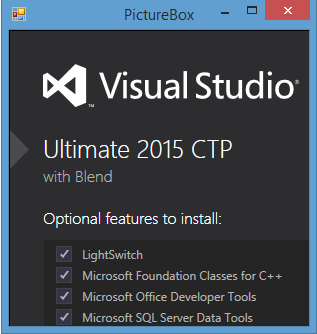 PictureBox
Visual Studio®
™
Ultimate 2015 CTP
with Blend
Optional features to install:
LightSwitch
Microsoft Foundation Classes for C++
Microsoft Office Developer Tools
Microsoft SQL Server Data Tools